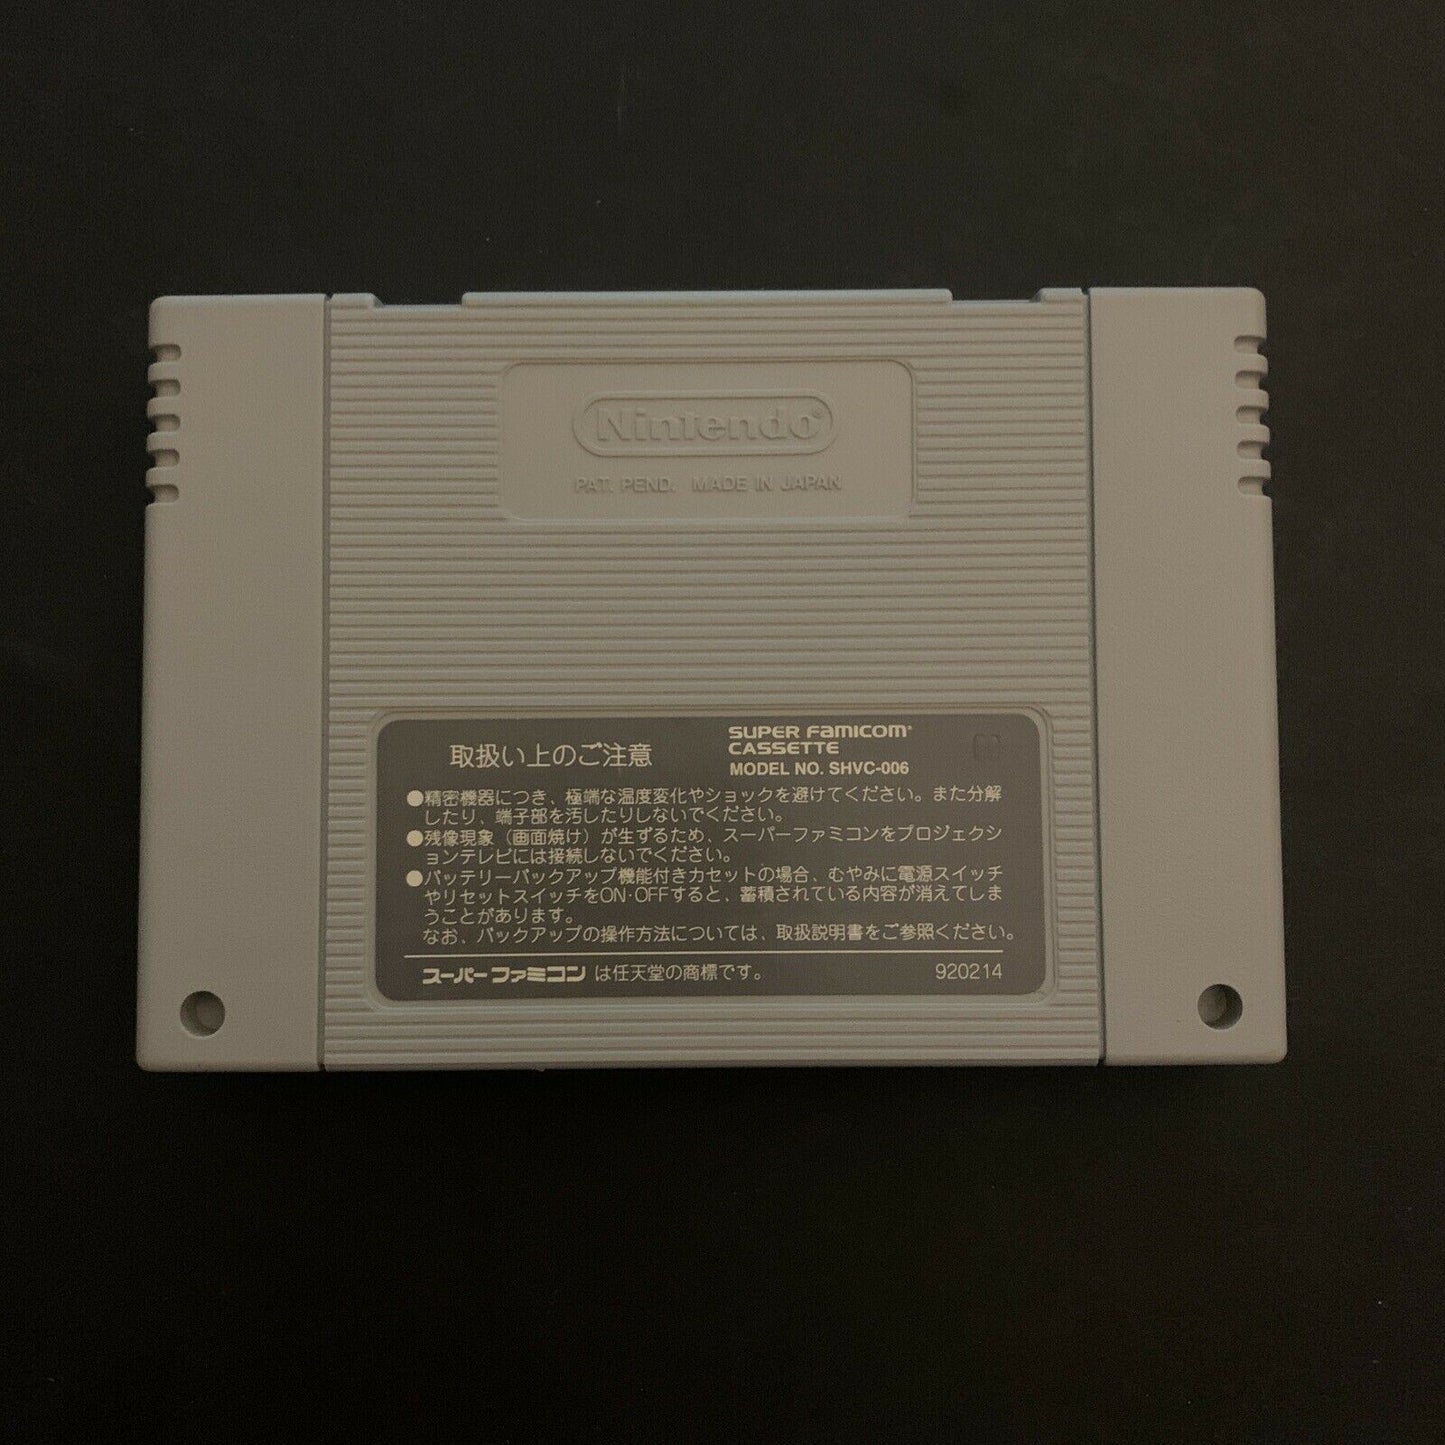 Nintendo®
PAT. PEND. MADE IN JAPAN
取扱い上のご注意
SUPER FAMICOM®
CASSETTE
MODEL NO. SHVC-006
●精密機器につき、極端な温度変化やショックを避けてください。また分解
したり、端子部を汚したりしないでください。
●残像現象（画面焼け）が生ずるため、スーパーファミコンをプロジェクシ
ョンテレビには接続しないでください。
●バッテリーバックアップ機能付きカセットの場合、むやみに電源スイッチ
やリセットスイッチをON・OFFすると、蓄積されている内容が消えてしま
うことがあります。
なお、バックアップの操作方法については、取扱説明書をご参照ください。
スーパーファミコンは任天堂の商標です。 920214